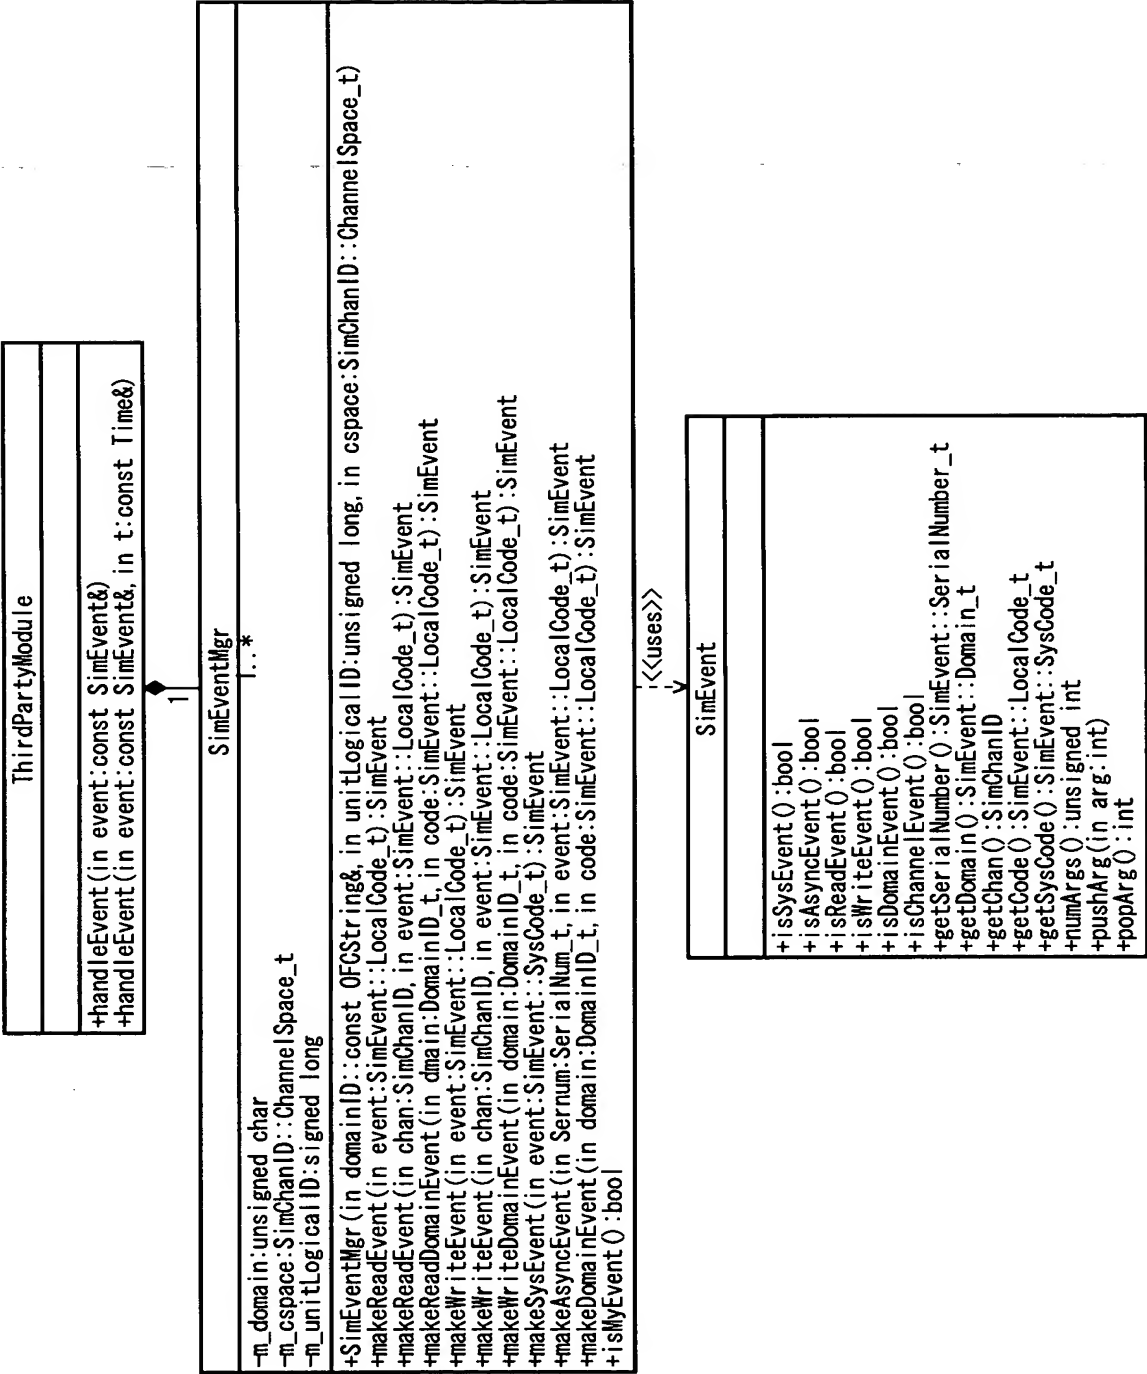 ThirdPartyModule
+handleEvent(in event:const SimEvent&)
+handleEvent(in event:const SimEvent&, in t:const Time&)
1
SimEventMgr
1..*
-m_domain:unsigned char
-m_cspace:SimChanID::ChannelSpace_t
-m_unitLogicalID:signed long
+SimEventMgr(in domainID::const OFCString&, in unitLogicalID:unsigned long, in cspace:SimChanID::ChannelSpace_t)
+makeReadEvent(in event:SimEvent::LocalCode_t):SimEvent
+makeReadEvent(in chan:SimChanID, in event:SimEvent::LocalCode_t):SimEvent
+makeReadDomainEvent(in dmain:DomainID_t, in code:SimEvent::LocalCode_t):SimEvent
+makeWriteEvent(in event:SimEvent::LocalCode_t):SimEvent
+makeWriteEvent(in chan:SimChanID, in event:SimEvent::LocalCode_t):SimEvent
+makeWriteDomainEvent(in domain:DomainID_t, in code:SimEvent::LocalCode_t):SimEvent
+makeSysEvent(in event:SimEvent::SysCode_t):SimEvent
+makeAsyncEvent(in Sernum:SerialNum_t, in event:SimEvent::LocalCode_t):SimEvent
+makeDomainEvent(in domain:DomainID_t, in code:SimEvent::LocalCode_t):SimEvent
+isMyEvent():bool
<<uses>>
SimEvent
+isSysEvent():bool
+isAsyncEvent():bool
+isReadEvent():bool
+isWriteEvent():bool
+isDomainEvent():bool
+isChannelEvent():bool
+getSerialNumber():SimEvent::SerialNumber_t
+getDomain():SimEvent::Domain_t
+getChan():SimChanID
+getCode():SimEvent::LocalCode_t
+getSysCode():SimEvent::SysCode_t
+numArgs():unsigned int
+pushArg(in arg:int)
+popArg():int